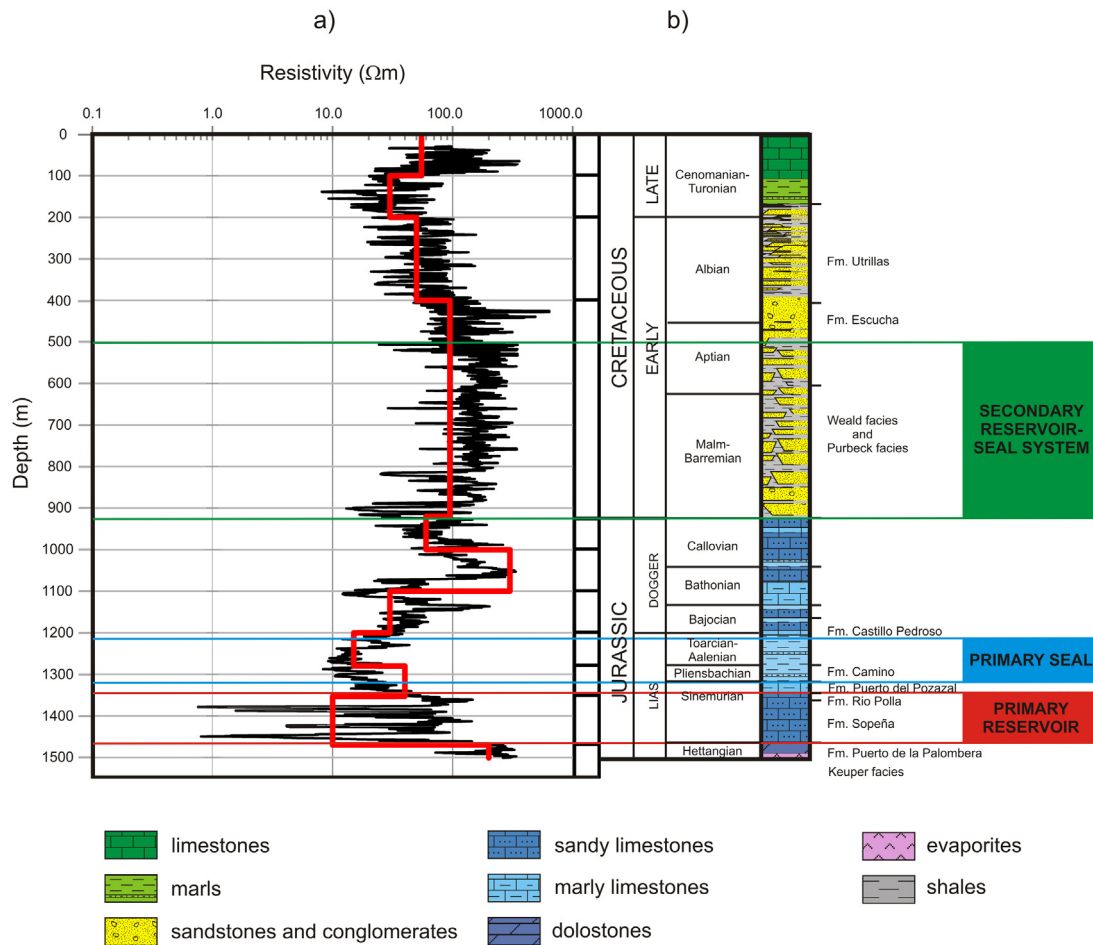 a)
b)
Resistivity (Ωm)
0.1 1.0 10.0 100.0 1000.0
Depth (m)
0
100
200
300
400
500
600
700
800
900
1000
1100
1200
1300
1400
1500
CRETACEOUS
JURASSIC
LATE
EARLY
DOGGER
LIAS
Cenomanian-
Turonian
Albian
Aptian
Malm-
Barremian
Callovian
Bathonian
Bajocian
Toarcian-
Aalenian
Pliensbachian
Sinemurian
Hettangian
Fm. Utrillas
Fm. Escucha
Weald facies
and
Purbeck facies
Fm. Castillo Pedroso
Fm. Camino
Fm. Puerto del Pozazal
Fm. Rio Polla
Fm. Sopeña
Fm. Puerto de la Palombera
Keuper facies
SECONDARY
RESERVOIR-
SEAL SYSTEM
PRIMARY SEAL
PRIMARY
RESERVOIR
limestones
marls
sandstones and conglomerates
sandy limestones
marly limestones
dolostones
evaporites
shales